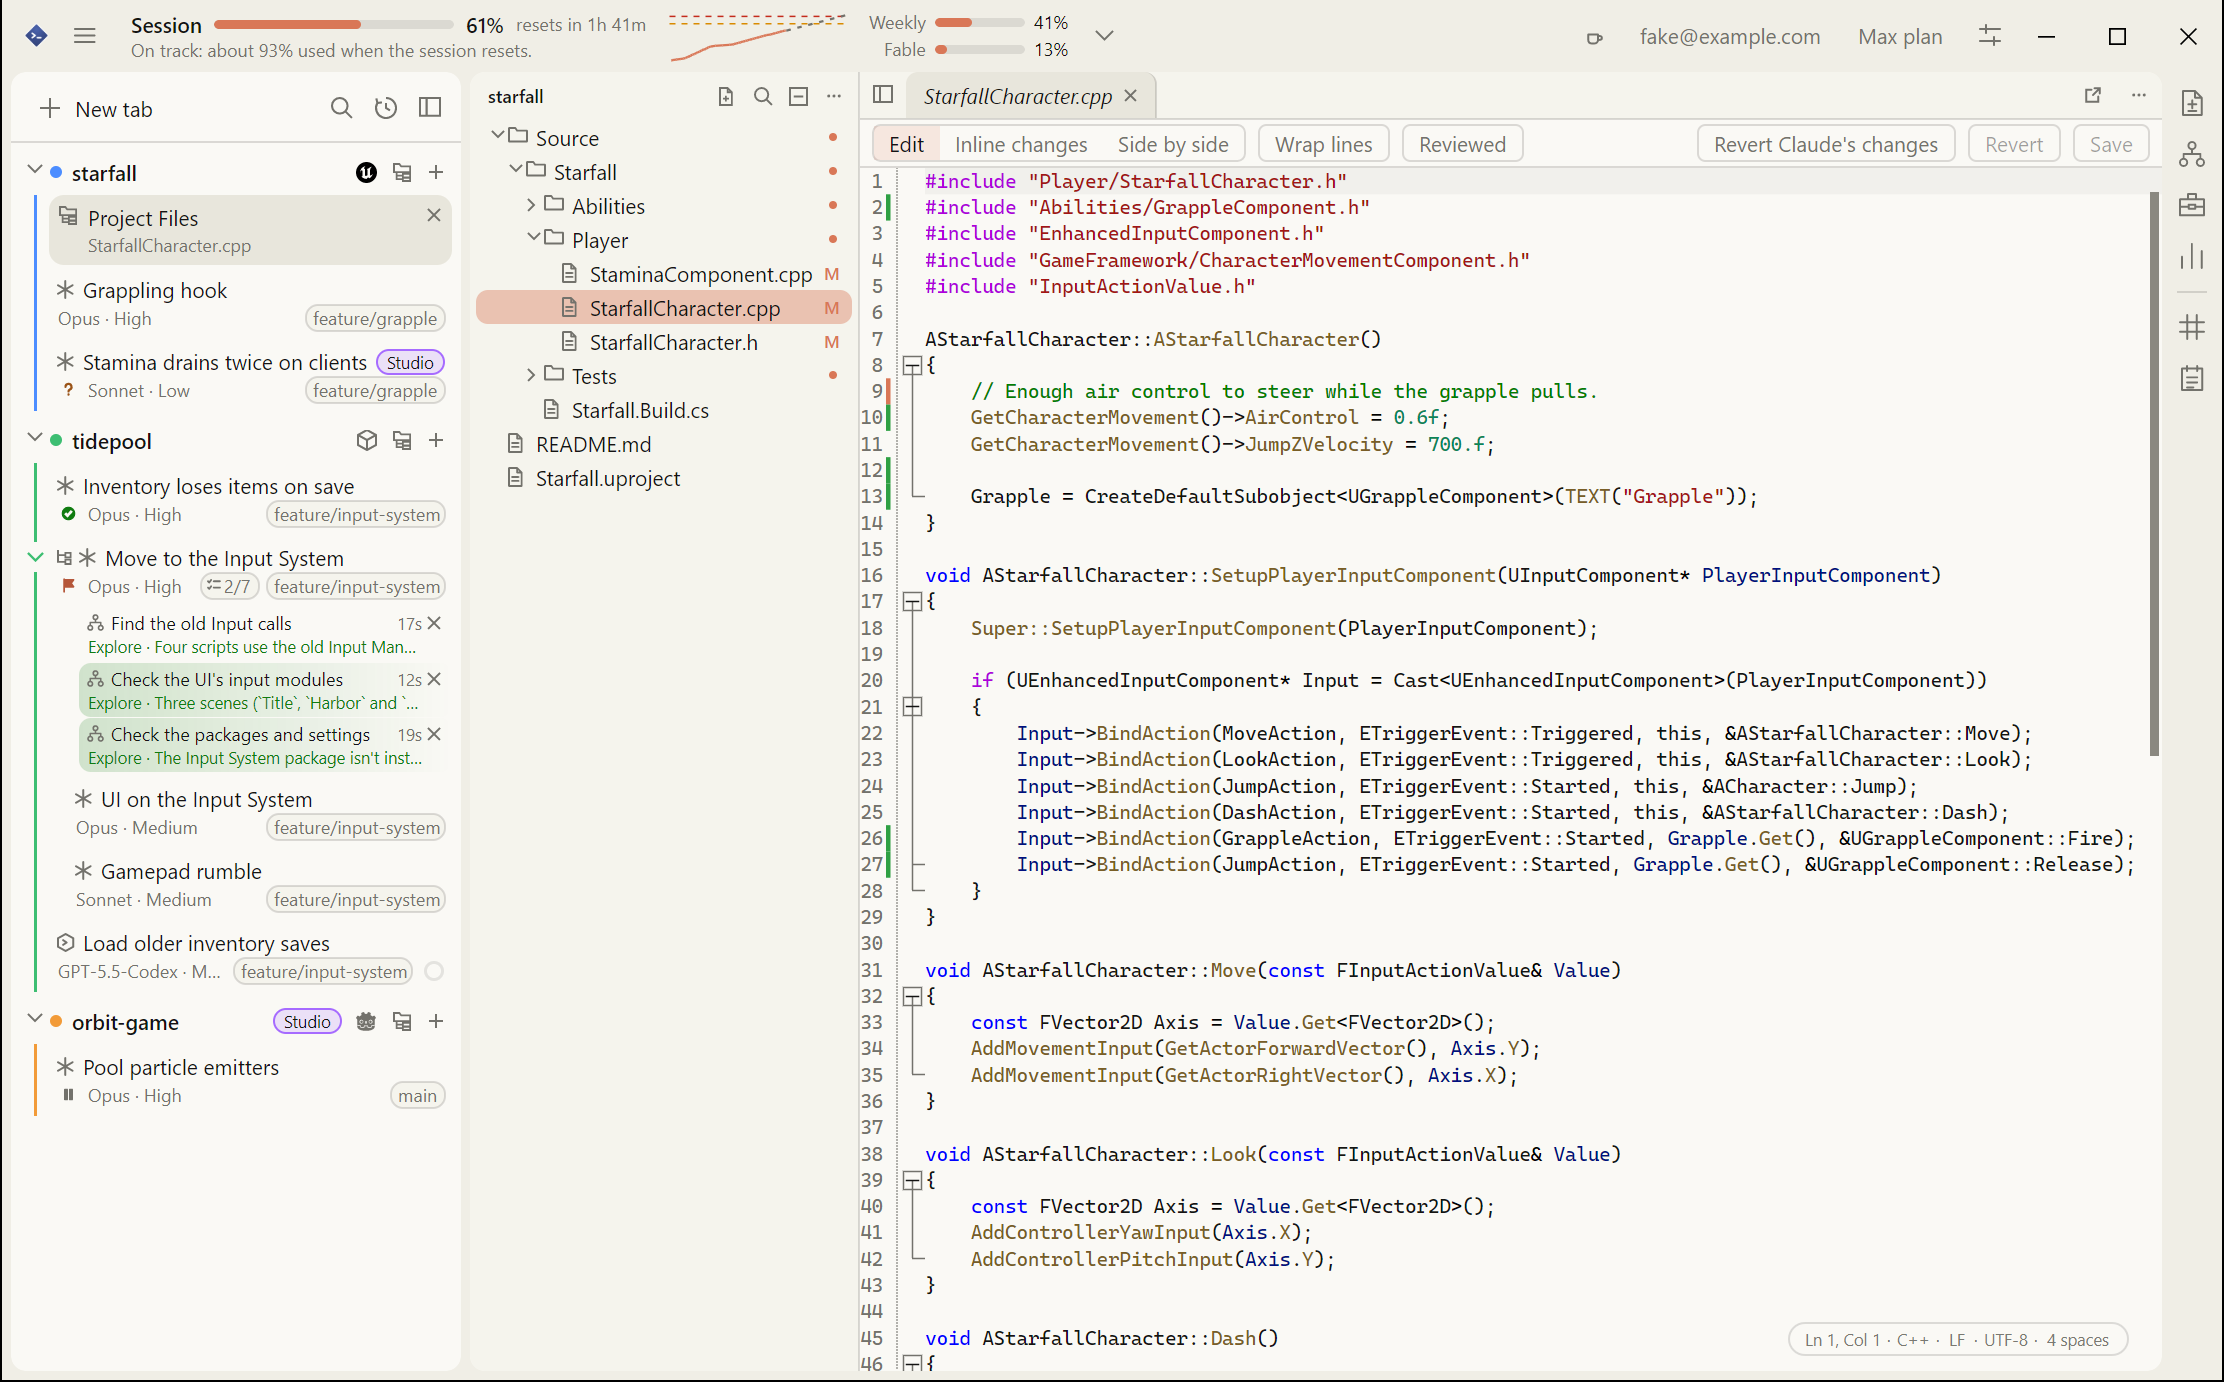 Session 61% resets in 1h 41m
On track: about 93% used when the session resets.
Weekly 41%
Fable 13%
fake@example.com Max plan
New tab
starfall
Project Files
StarfallCharacter.cpp
Grappling hook
Opus · High feature/grapple
Stamina drains twice on clients Studio
? Sonnet · Low feature/grapple
tidepool
Inventory loses items on save
Opus · High feature/input-system
Move to the Input System
Opus · High 2/7 feature/input-system
Find the old Input calls 17s
Explore · Four scripts use the old Input Man...
Check the UI's input modules 12s
Explore · Three scenes (`Title`, `Harbor` and `...
Check the packages and settings 19s
Explore · The Input System package isn't inst...
UI on the Input System
Opus · Medium feature/input-system
Gamepad rumble
Sonnet · Medium feature/input-system
Load older inventory saves
GPT-5.5-Codex · M... feature/input-system
orbit-game Studio
Pool particle emitters
Opus · High main
starfall
Source
Starfall
Abilities
Player
StaminaComponent.cpp M
StarfallCharacter.cpp M
StarfallCharacter.h M
Tests
Starfall.Build.cs
README.md
Starfall.uproject
StarfallCharacter.cpp
Edit Inline changes Side by side Wrap lines Reviewed Revert Claude's changes Revert Save
1 #include "Player/StarfallCharacter.h"
2 #include "Abilities/GrappleComponent.h"
3 #include "EnhancedInputComponent.h"
4 #include "GameFramework/CharacterMovementComponent.h"
5 #include "InputActionValue.h"
6
7 AStarfallCharacter::AStarfallCharacter()
8 {
9 // Enough air control to steer while the grapple pulls.
10 GetCharacterMovement()->AirControl = 0.6f;
11 GetCharacterMovement()->JumpZVelocity = 700.f;
12
13 Grapple = CreateDefaultSubobject<UGrappleComponent>(TEXT("Grapple"));
14 }
15
16 void AStarfallCharacter::SetupPlayerInputComponent(UInputComponent* PlayerInputComponent)
17 {
18 Super::SetupPlayerInputComponent(PlayerInputComponent);
19
20 if (UEnhancedInputComponent* Input = Cast<UEnhancedInputComponent>(PlayerInputComponent))
21 {
22 Input->BindAction(MoveAction, ETriggerEvent::Triggered, this, &AStarfallCharacter::Move);
23 Input->BindAction(LookAction, ETriggerEvent::Triggered, this, &AStarfallCharacter::Look);
24 Input->BindAction(JumpAction, ETriggerEvent::Started, this, &ACharacter::Jump);
25 Input->BindAction(DashAction, ETriggerEvent::Started, this, &AStarfallCharacter::Dash);
26 Input->BindAction(GrappleAction, ETriggerEvent::Started, Grapple.Get(), &UGrappleComponent::Fire);
27 Input->BindAction(JumpAction, ETriggerEvent::Started, Grapple.Get(), &UGrappleComponent::Release);
28 }
29 }
30
31 void AStarfallCharacter::Move(const FInputActionValue& Value)
32 {
33 const FVector2D Axis = Value.Get<FVector2D>();
34 AddMovementInput(GetActorForwardVector(), Axis.Y);
35 AddMovementInput(GetActorRightVector(), Axis.X);
36 }
37
38 void AStarfallCharacter::Look(const FInputActionValue& Value)
39 {
40 const FVector2D Axis = Value.Get<FVector2D>();
41 AddControllerYawInput(Axis.X);
42 AddControllerPitchInput(Axis.Y);
43 }
44
45 void AStarfallCharacter::Dash()
46 {
Ln 1, Col 1 · C++ · LF · UTF-8 · 4 spaces